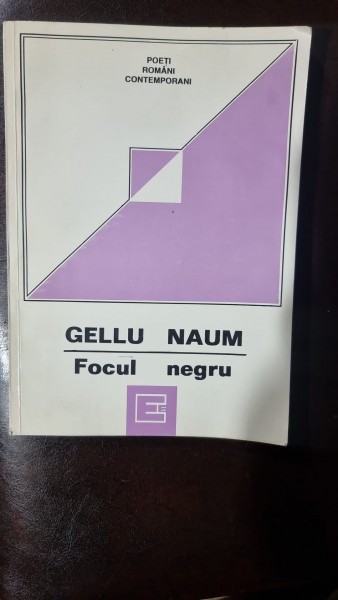 POEȚI
ROMÂNI
CONTEMPORANI
GELLU NAUM
Focul negru
E